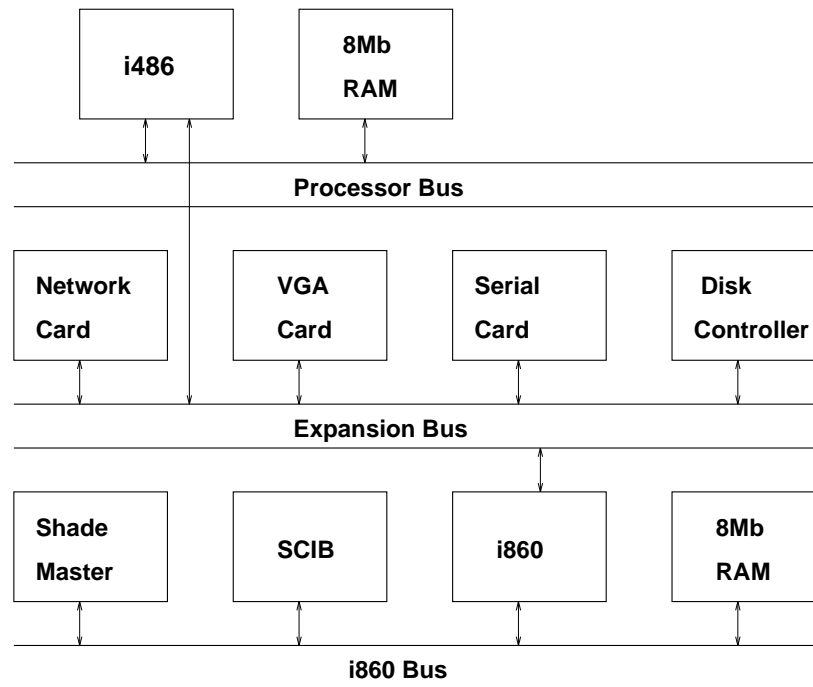 i486
8Mb
RAM
Processor Bus
Network
Card
VGA
Card
Serial
Card
Disk
Controller
Expansion Bus
Shade
Master
SCIB
i860
8Mb
RAM
i860 Bus